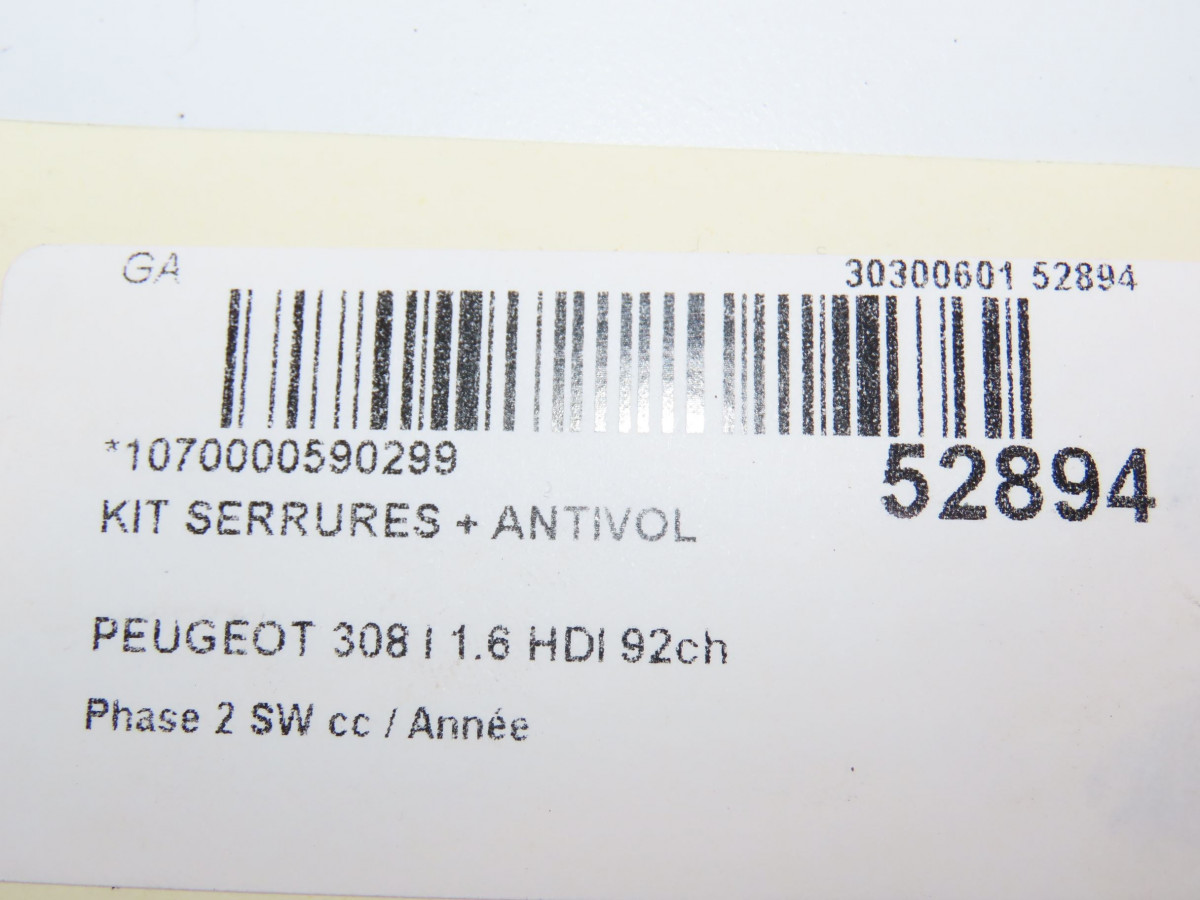 GA
30300601 52894
*1070000590299
52894
KIT SERRURES + ANTIVOL
PEUGEOT 308 I 1.6 HDI 92ch
Phase 2 SW cc / Année